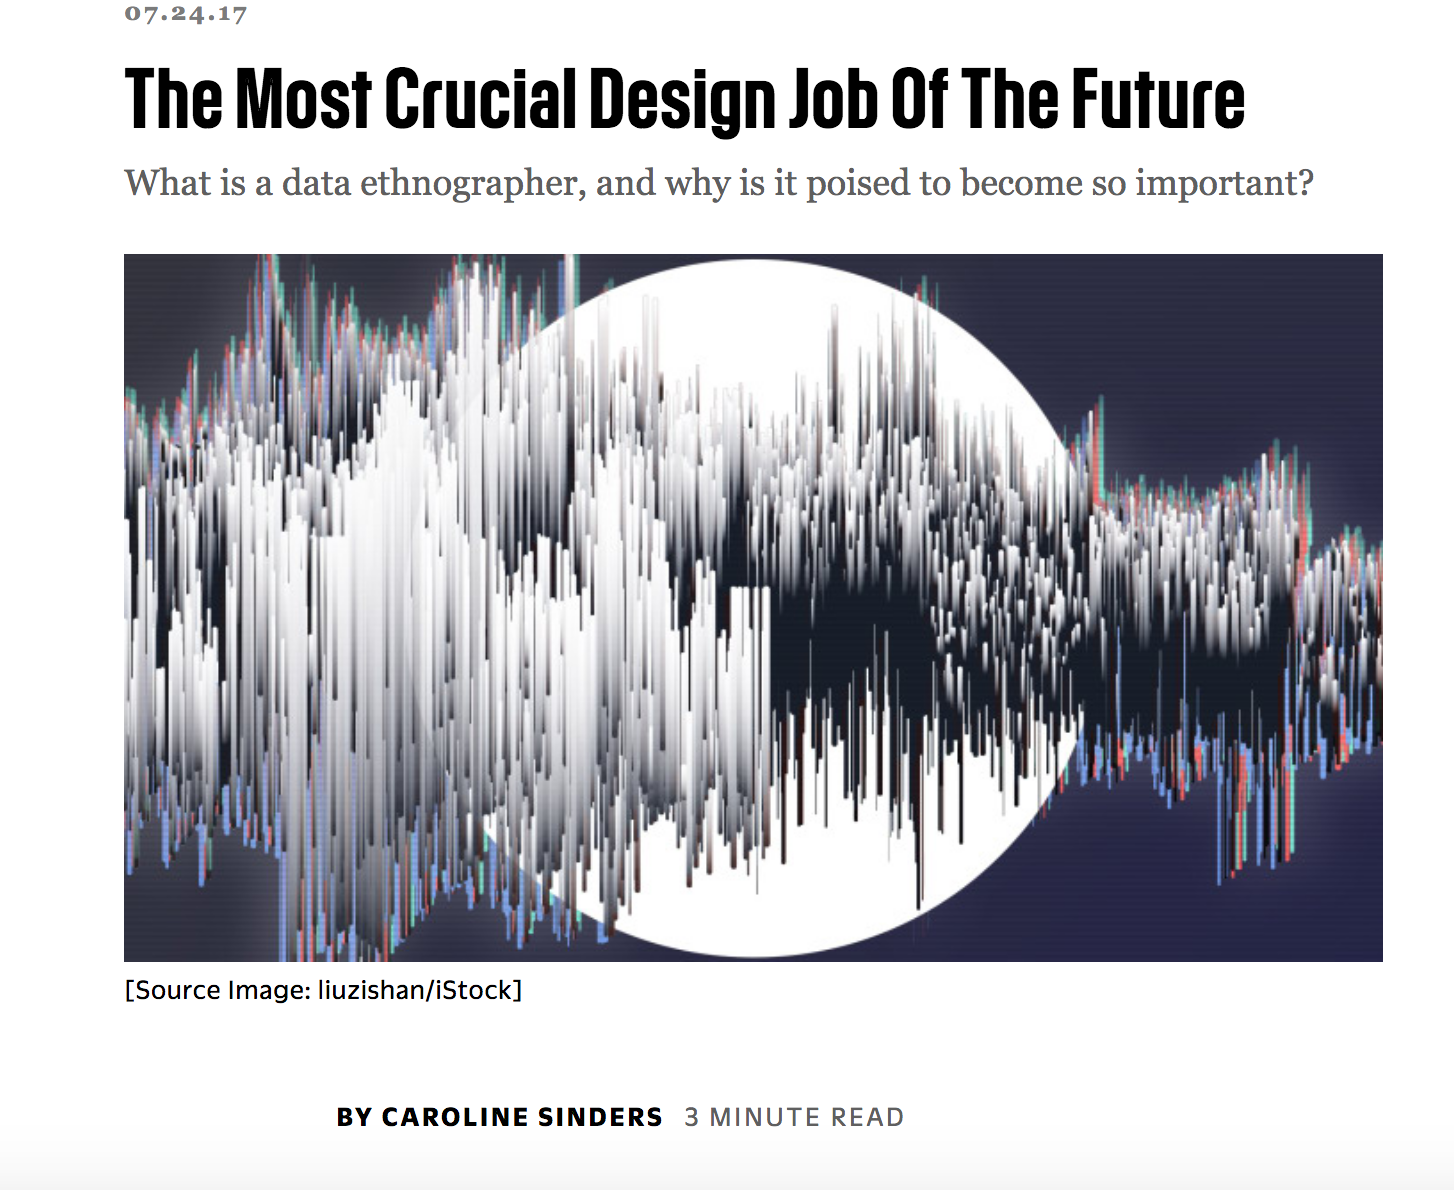 07.24.17
The Most Crucial Design Job Of The Future
What is a data ethnographer, and why is it poised to become so important?
[Source Image: liuzishan/iStock]
BY CAROLINE SINDERS 3 MINUTE READ